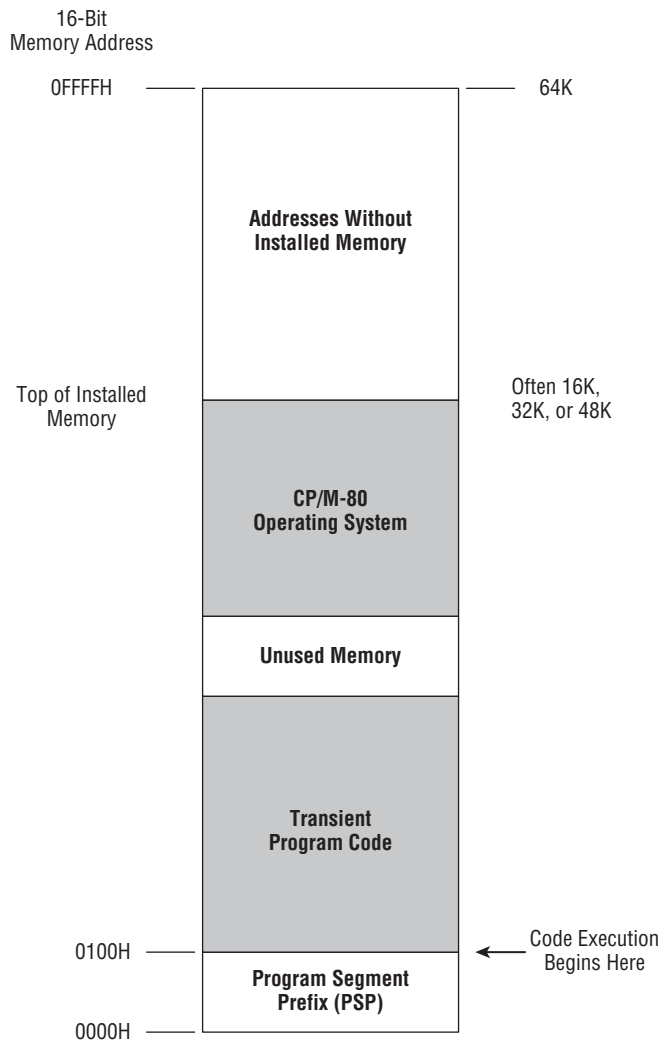 16-Bit
Memory Address
0FFFFH
64K
Addresses Without
Installed Memory
Top of Installed
Memory
Often 16K,
32K, or 48K
CP/M-80
Operating System
Unused Memory
Transient
Program Code
0100H
Code Execution
Begins Here
Program Segment
Prefix (PSP)
0000H